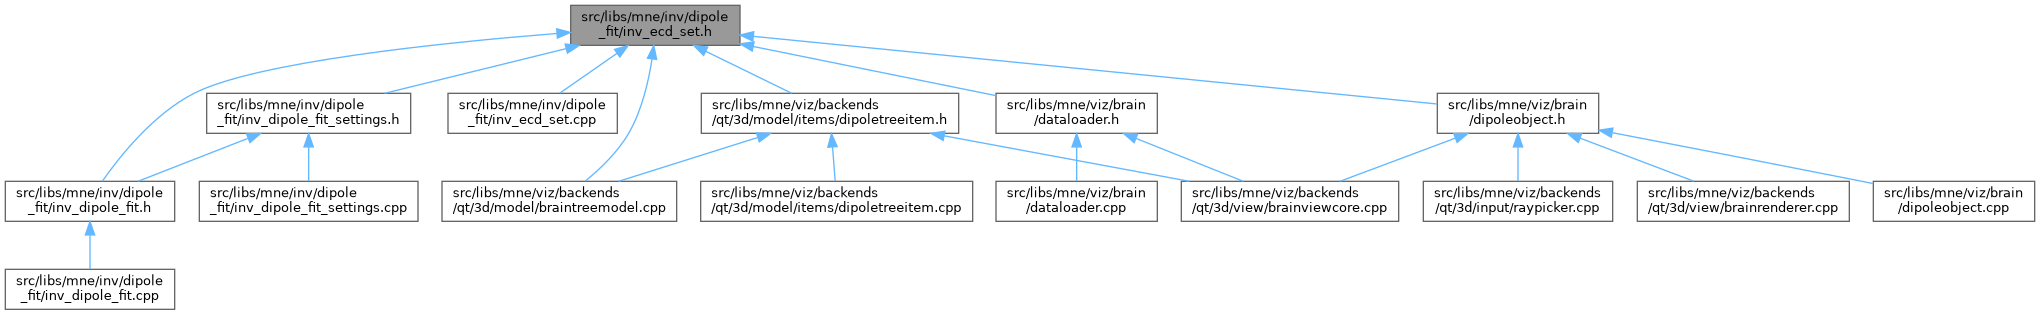 src/libs/mne/inv/dipole
_fit/inv_ecd_set.h
src/libs/mne/inv/dipole
_fit/inv_dipole_fit_settings.h
src/libs/mne/inv/dipole
_fit/inv_ecd_set.cpp
src/libs/mne/viz/backends
/qt/3d/model/items/dipoletreeitem.h
src/libs/mne/viz/brain
/dataloader.h
src/libs/mne/viz/brain
/dipoleobject.h
src/libs/mne/inv/dipole
_fit/inv_dipole_fit.h
src/libs/mne/inv/dipole
_fit/inv_dipole_fit_settings.cpp
src/libs/mne/viz/backends
/qt/3d/model/braintreemodel.cpp
src/libs/mne/viz/backends
/qt/3d/model/items/dipoletreeitem.cpp
src/libs/mne/viz/brain
/dataloader.cpp
src/libs/mne/viz/backends
/qt/3d/view/brainviewcore.cpp
src/libs/mne/viz/backends
/qt/3d/input/raypicker.cpp
src/libs/mne/viz/backends
/qt/3d/view/brainrenderer.cpp
src/libs/mne/viz/brain
/dipoleobject.cpp
src/libs/mne/inv/dipole
_fit/inv_dipole_fit.cpp